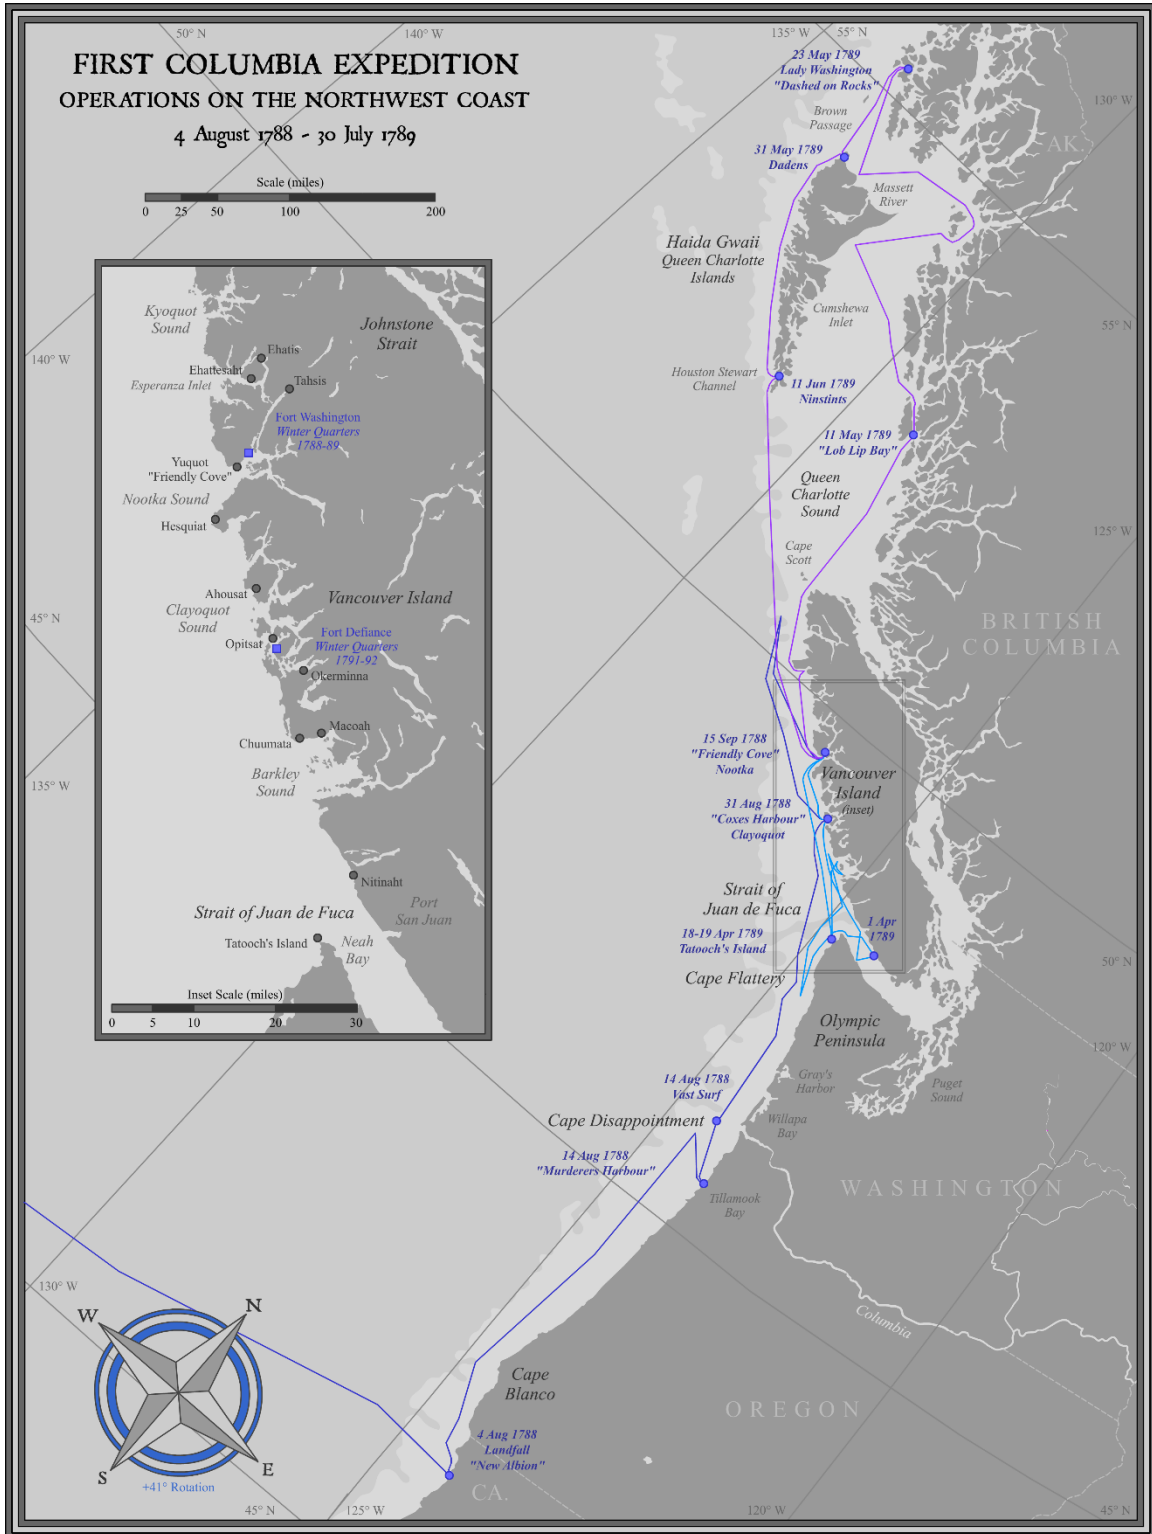 FIRST COLUMBIA EXPEDITION
OPERATIONS ON THE NORTHWEST COAST
4 August 1788 - 30 July 1789
Scale (miles)
0 25 50 100 200
50° N
140° W
135° W
55° N
130° W
AK.
23 May 1789
Lady Washington
"Dashed on Rocks"
Brown
Passage
31 May 1789
Dadens
Massett
River
Haida Gwaii
Queen Charlotte
Islands
Cumshewa
Inlet
55° N
Houston Stewart
Channel
11 Jun 1789
Ninstints
11 May 1789
"Lob Lip Bay"
Queen
Charlotte
Sound
125° W
Cape
Scott
BRITISH
COLUMBIA
15 Sep 1788
"Friendly Cove"
Nootka
Vancouver
Island
(inset)
31 Aug 1788
"Coxes Harbour"
Clayoquot
Strait of
Juan de Fuca
1 Apr
1789
18-19 Apr 1789
Tatooch's Island
50° N
Cape Flattery
Olympic
Peninsula
120° W
Gray's
Harbor
Puget
Sound
14 Aug 1788
Vast Surf
Cape Disappointment
Willapa
Bay
14 Aug 1788
"Murderers Harbour"
Tillamook
Bay
WASHINGTON
Columbia
Cape
Blanco
OREGON
4 Aug 1788
Landfall
"New Albion"
CA.
140° W
45° N
135° W
130° W
Kyoquot
Sound
Johnstone
Strait
Ehatis
Ehattesaht
Esperanza Inlet
Tahsis
Fort Washington
Winter Quarters
1788-89
Yuquot
"Friendly Cove"
Nootka Sound
Hesquiat
Ahousat
Clayoquot
Sound
Vancouver Island
Opitsat
Fort Defiance
Winter Quarters
1791-92
Okerminna
Macoah
Chuumata
Barkley
Sound
Nitinaht
Port
San Juan
Strait of Juan de Fuca
Tatooch's Island
Neah
Bay
Inset Scale (miles)
0 5 10 20 30
N
W
S
E
+41° Rotation
45° N
125° W
120° W
45° N